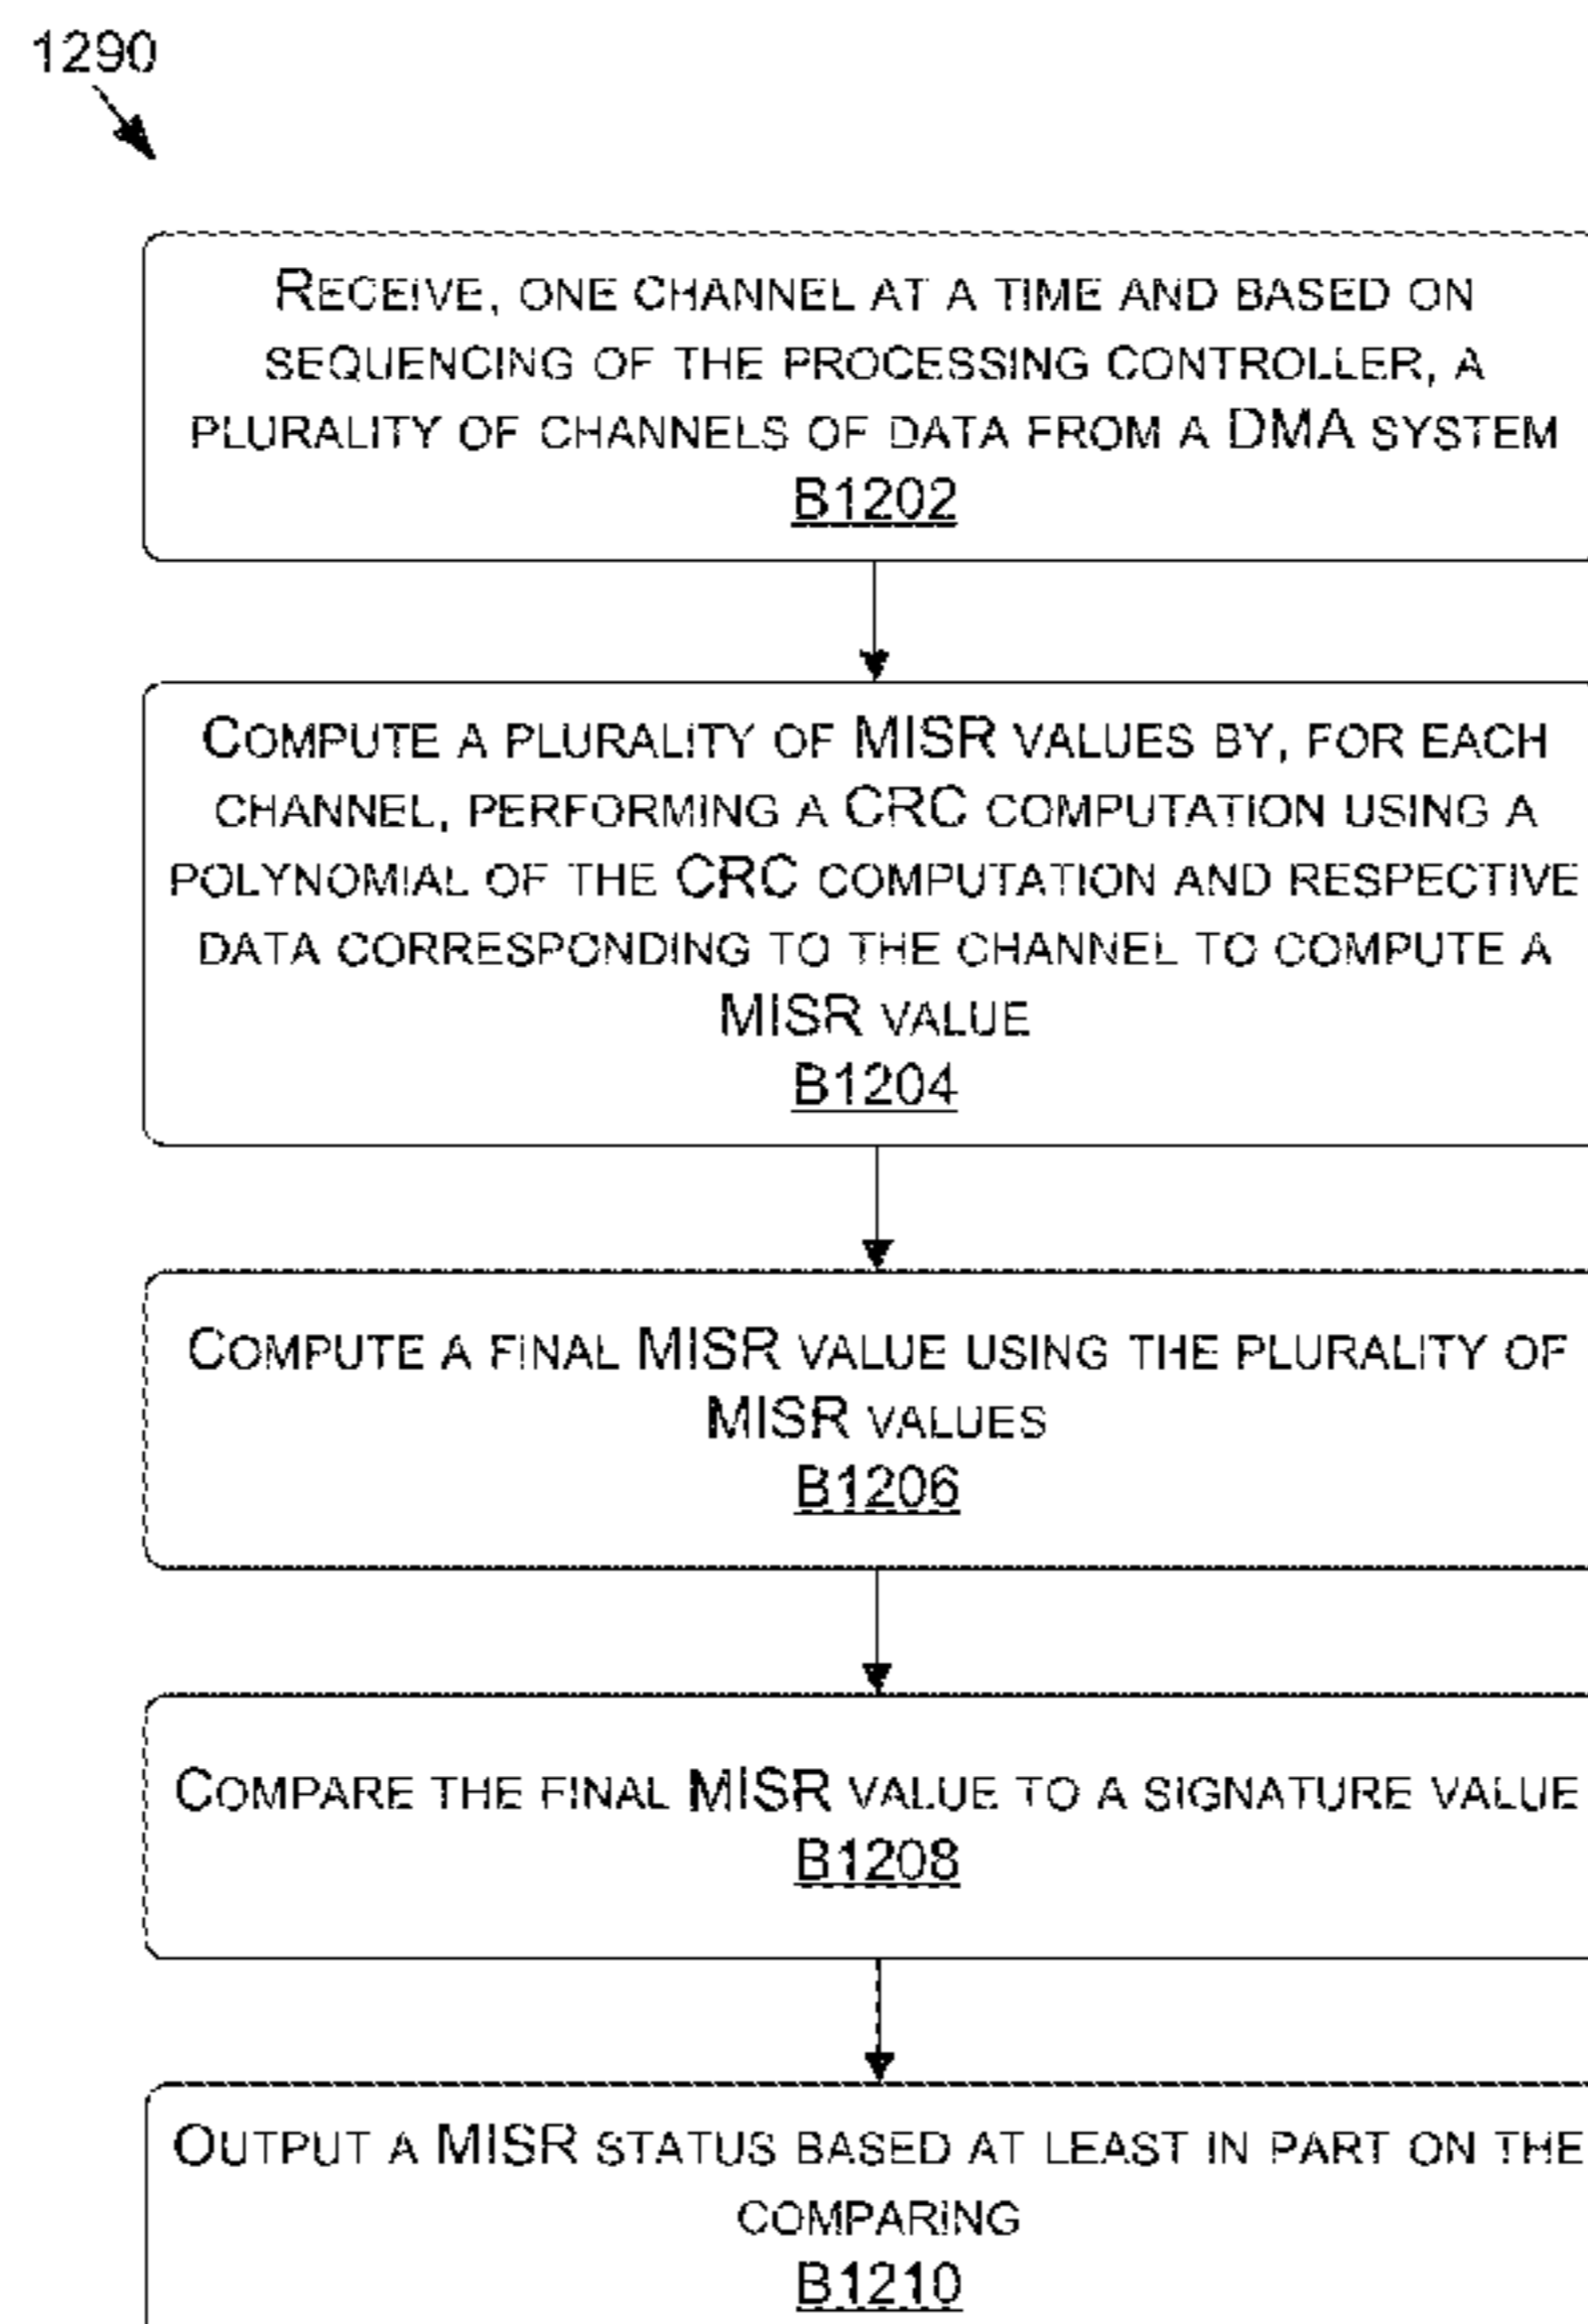 1290
RECEIVE, ONE CHANNEL AT A TIME AND BASED ON
SEQUENCING OF THE PROCESSING CONTROLLER, A
PLURALITY OF CHANNELS OF DATA FROM A DMA SYSTEM
B1202
COMPUTE A PLURALITY OF MISR VALUES BY, FOR EACH
CHANNEL, PERFORMING A CRC COMPUTATION USING A
POLYNOMIAL OF THE CRC COMPUTATION AND RESPECTIVE
DATA CORRESPONDING TO THE CHANNEL TO COMPUTE A
MISR VALUE
B1204
COMPUTE A FINAL MISR VALUE USING THE PLURALITY OF
MISR VALUES
B1206
COMPARE THE FINAL MISR VALUE TO A SIGNATURE VALUE
B1208
OUTPUT A MISR STATUS BASED AT LEAST IN PART ON THE
COMPARING
B1210